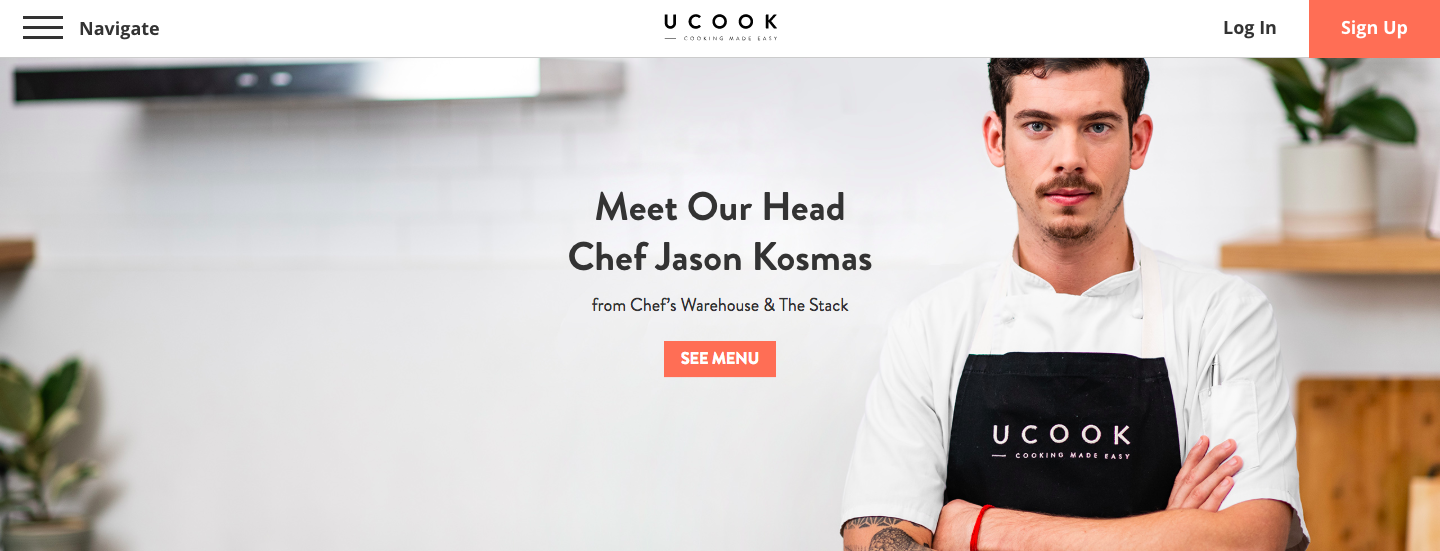 Navigate
UCOOK
COOKING MADE EASY
Log In
Sign Up
Meet Our Head
Chef Jason Kosmas
from Chef's Warehouse & The Stack
SEE MENU
UCOOK
COOKING MADE EASY